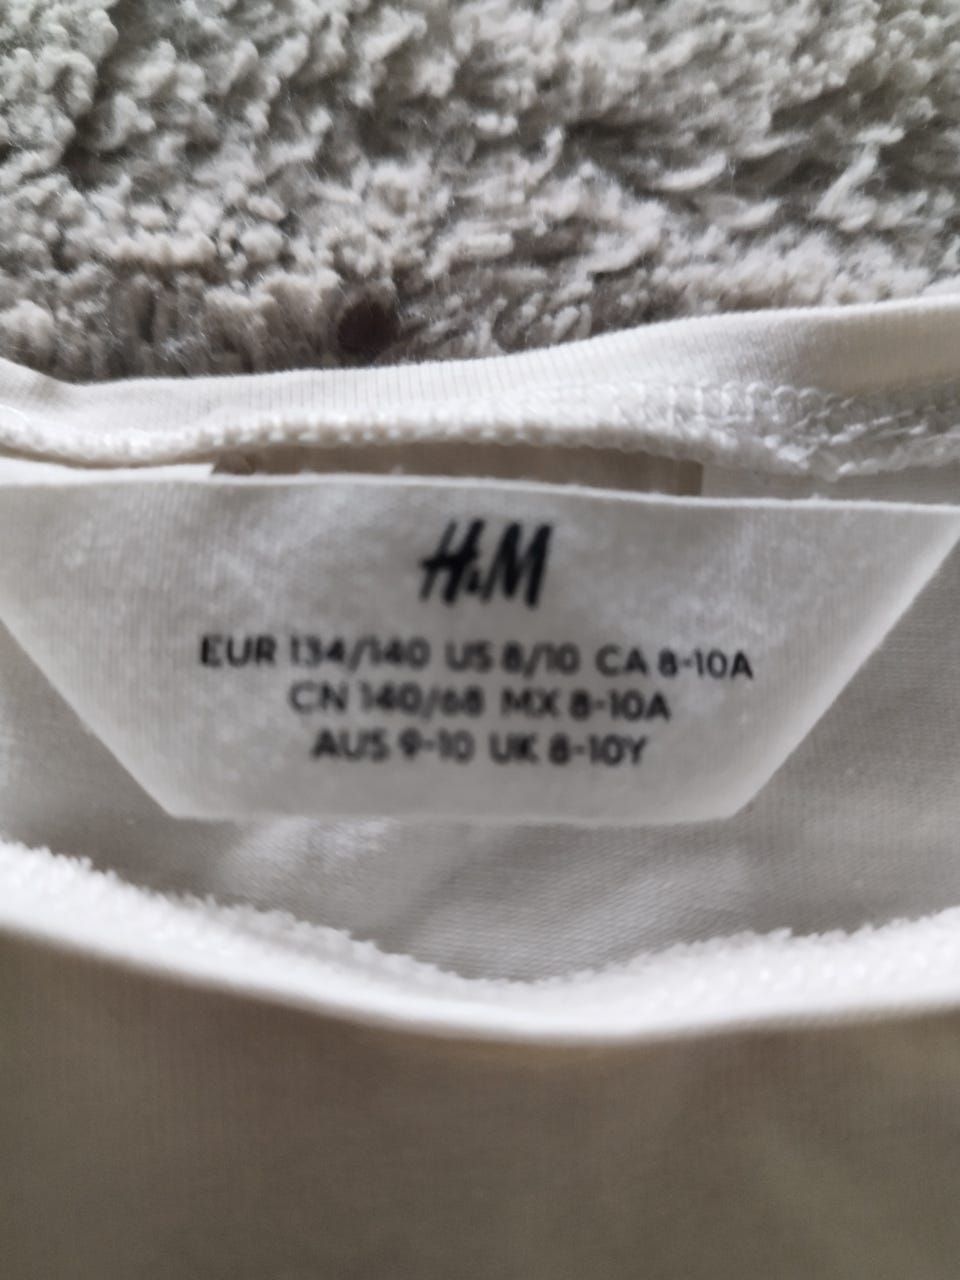 H&M
EUR 134/140 US 8/10 CA 8-10A
CN 140/68 MX 8-10A
AUS 9-10 UK 8-10Y